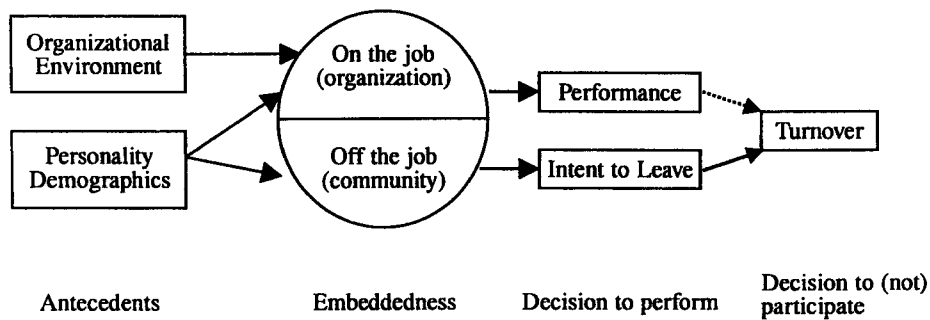 Organizational
Environment
Personality
Demographics
On the job
(organization)
Off the job
(community)
Performance
Intent to Leave
Turnover
Antecedents
Embeddedness
Decision to perform
Decision to (not)
participate